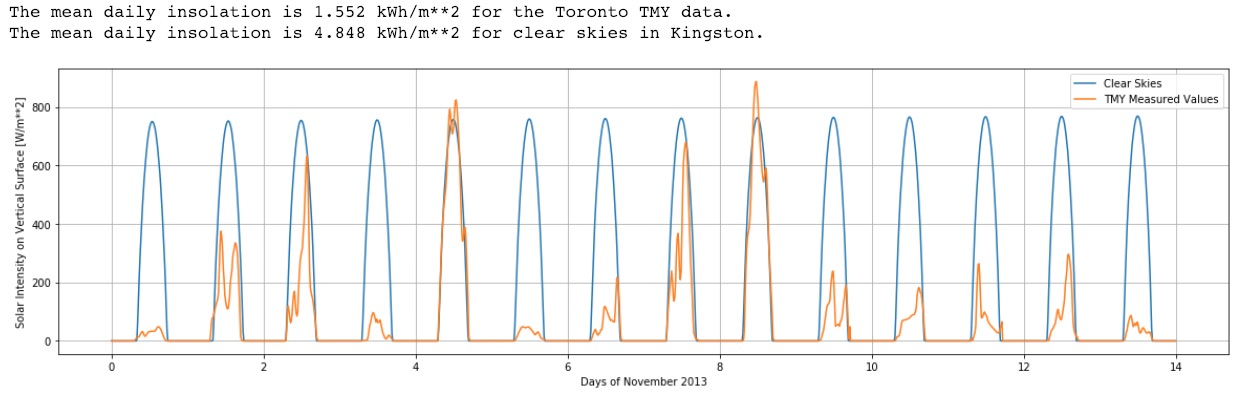 The mean daily insolation is 1.552 kWh/m**2 for the Toronto TMY data.
The mean daily insolation is 4.848 kWh/m**2 for clear skies in Kingston.
Clear Skies
TMY Measured Values
Solar Intensity on Vertical Surface [W/m**2]
800
600
400
200
0
0 2 4 6 8 10 12 14
Days of November 2013